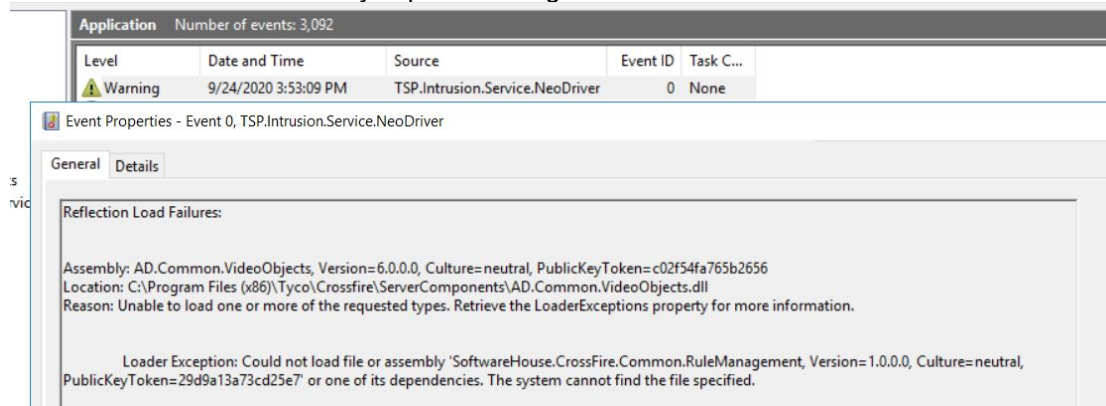 Application Number of events: 3,092
Level Date and Time Source Event ID Task C...
Warning 9/24/2020 3:53:09 PM TSP.Intrusion.Service.NeoDriver 0 None
Event Properties - Event 0, TSP.Intrusion.Service.NeoDriver
General Details
Reflection Load Failures:
Assembly: AD.Common.VideoObjects, Version=6.0.0.0, Culture=neutral, PublicKeyToken=c02f54fa765b2656
Location: C:\Program Files (x86)\Tyco\Crossfire\ServerComponents\AD.Common.VideoObjects.dll
Reason: Unable to load one or more of the requested types. Retrieve the LoaderExceptions property for more information.
Loader Exception: Could not load file or assembly 'SoftwareHouse.CrossFire.Common.RuleManagement, Version=1.0.0.0, Culture=neutral,
PublicKeyToken=29d9a13a73cd25e7' or one of its dependencies. The system cannot find the file specified.